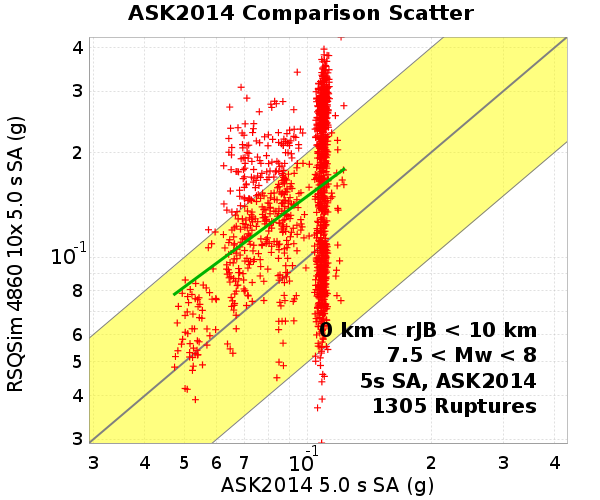 ASK2014 Comparison Scatter
RSQSim 4860 10x 5.0 s SA (g)
4
3
2
10-1
8
6
5
4
3
0 km < rJB < 10 km
7.5 < Mw < 8
5s SA, ASK2014
1305 Ruptures
3 4 5 6 7 10-1 2 3 4
ASK2014 5.0 s SA (g)